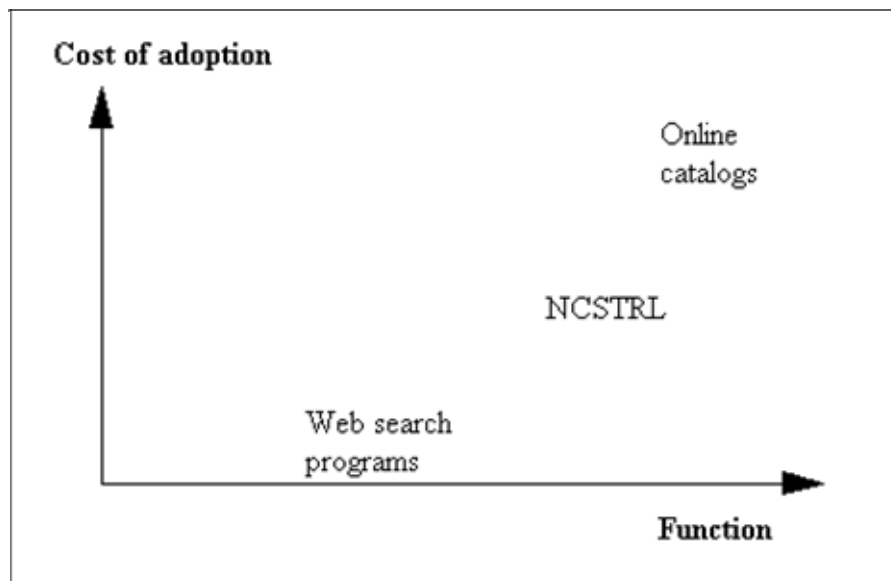 Cost of adoption
Online
catalogs
NCSTRL
Web search
programs
Function